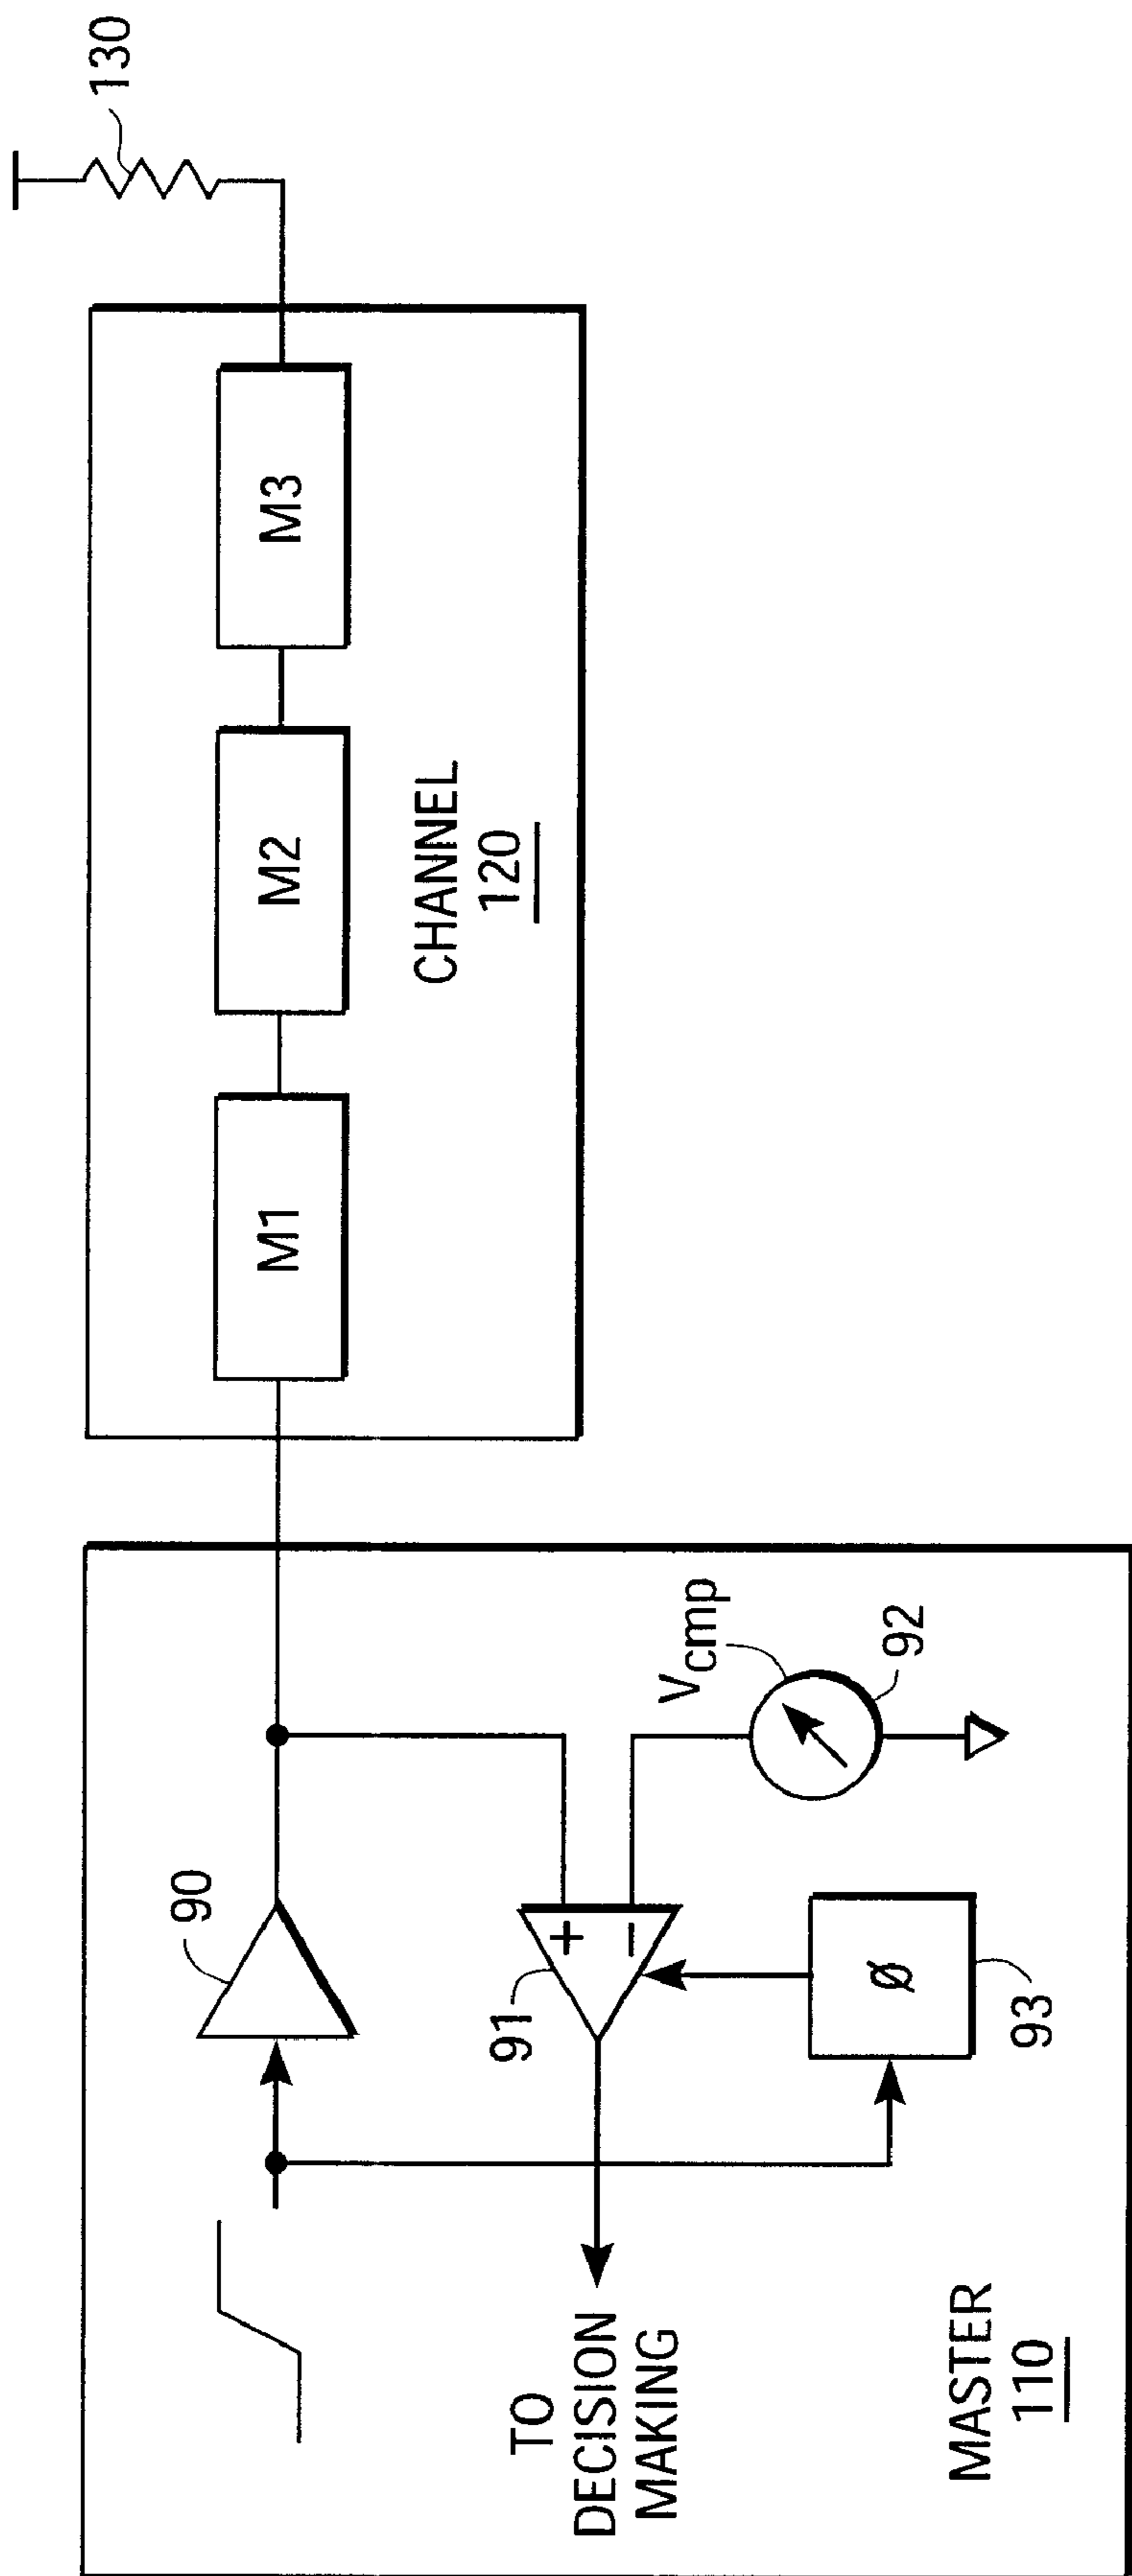 90
91
+
−
Vcmp
92
ø
93
TO
DECISION
MAKING
MASTER
110
M1
M2
M3
CHANNEL
120
130